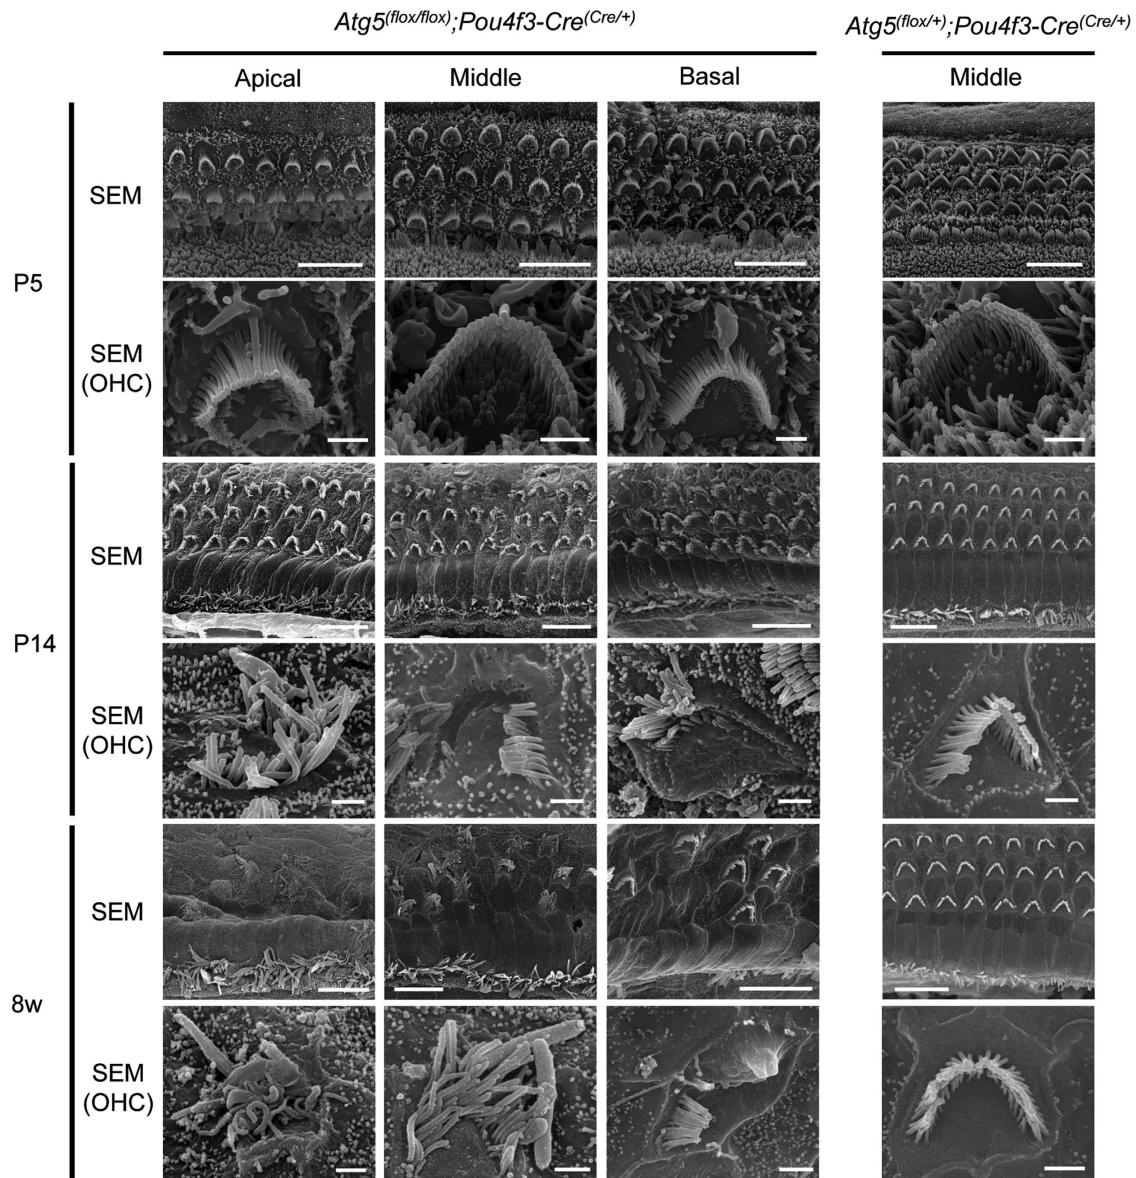 Atg5(flox/flox);Pou4f3-Cre(Cre/+)
Atg5(flox/+);Pou4f3-Cre(Cre/+)
Apical
Middle
Basal
Middle
P5
SEM
SEM
(OHC)
P14
SEM
SEM
(OHC)
8w
SEM
SEM
(OHC)